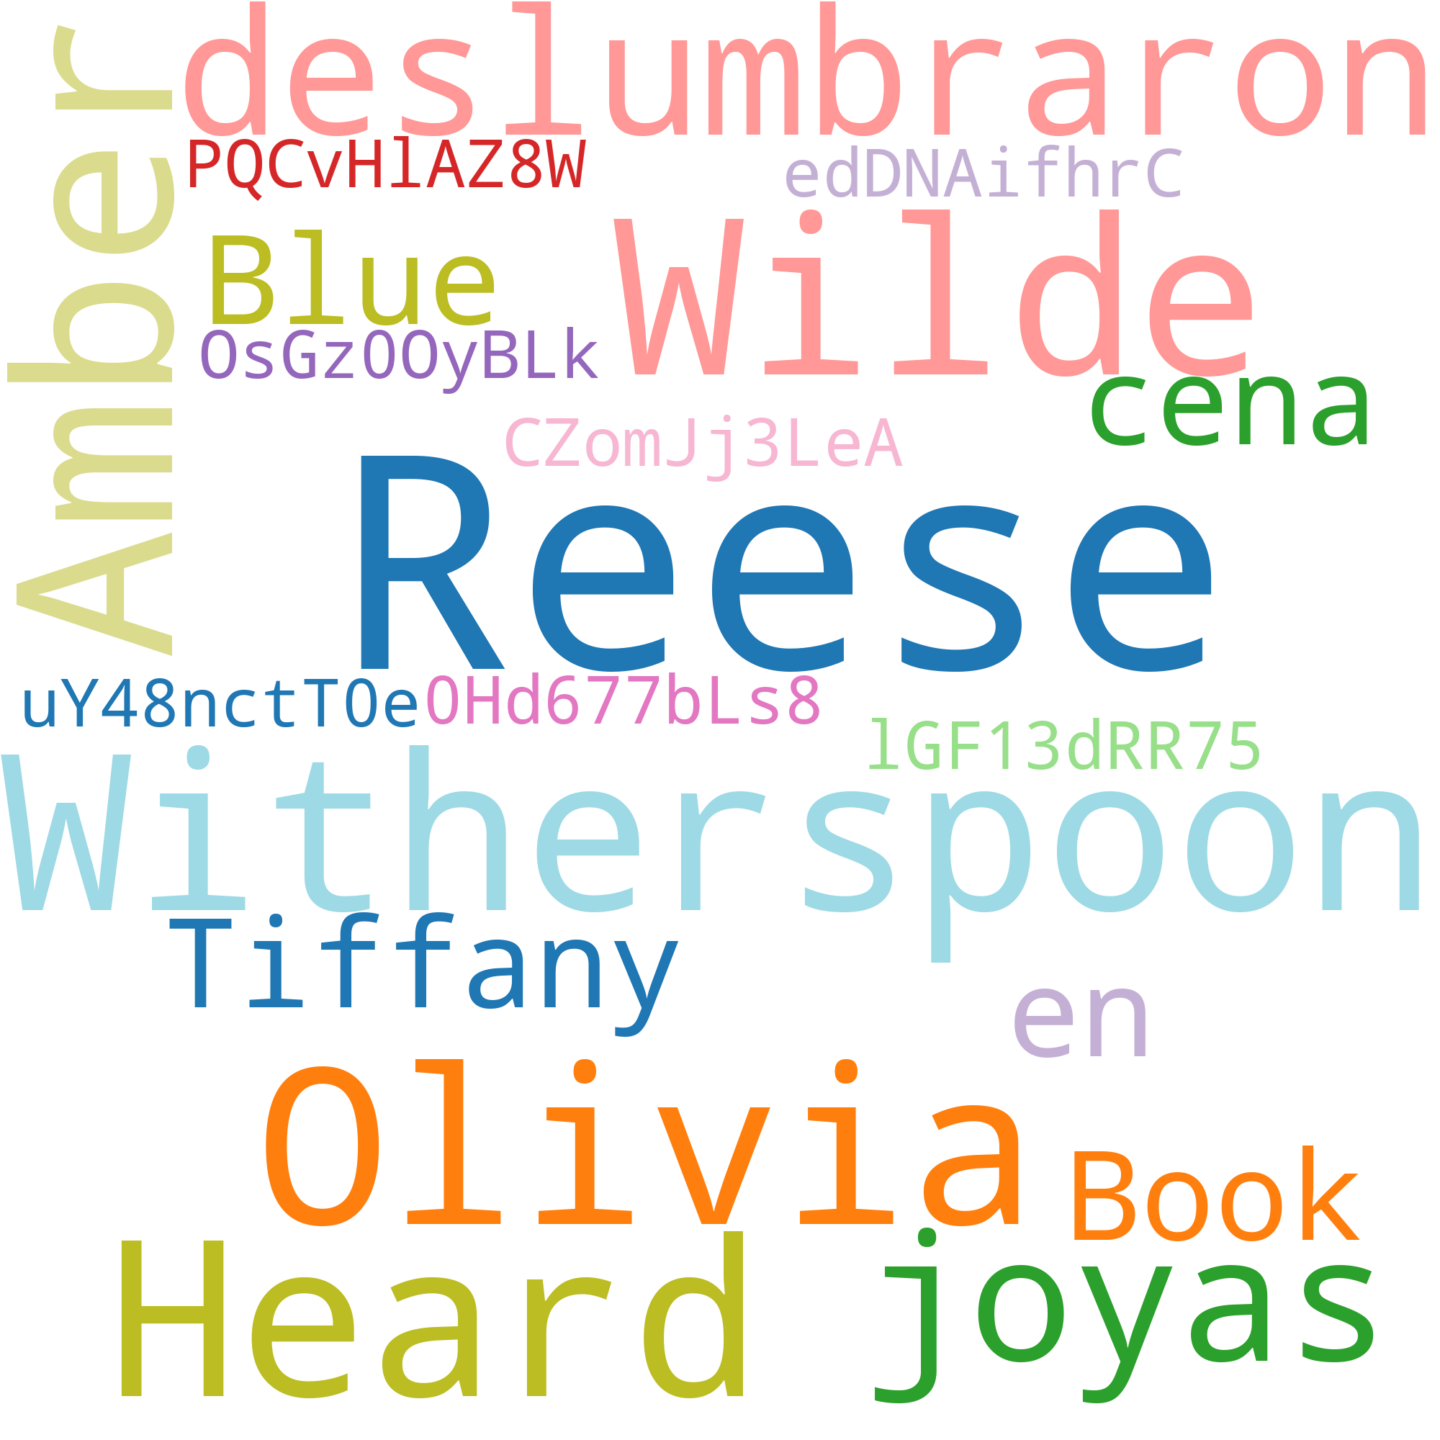 Amber
deslumbraron
PQCvHlAZ8W
edDNAifhrC
Blue
Wilde
OsGzOOyBLk
cena
CZomJj3LeA
Reese
uY48nctT0e
0Hd677bLs8
lGF13dRR75
Witherspoon
Tiffany
en
Olivia
Book
Heard
joyas